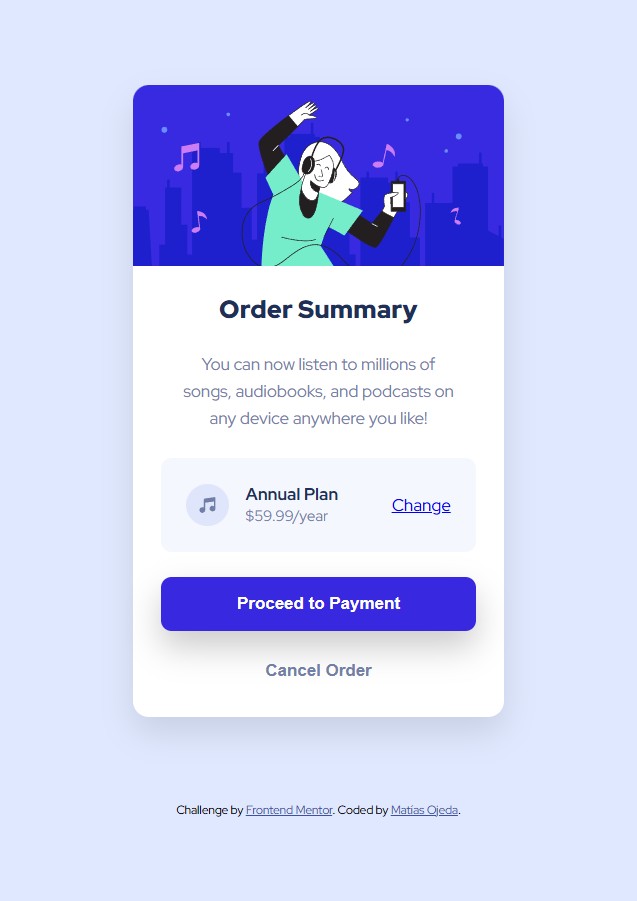 Order Summary
You can now listen to millions of
songs, audiobooks, and podcasts on
any device anywhere you like!
Annual Plan
$59.99/year
Change
Proceed to Payment
Cancel Order
Challenge by Frontend Mentor. Coded by Matías Ojeda.